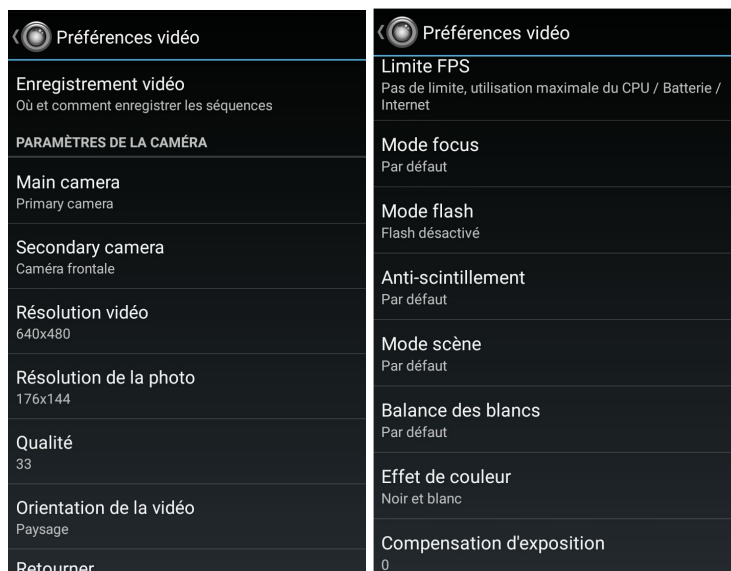 Préférences vidéo
Enregistrement vidéo
Où et comment enregistrer les séquences
PARAMÈTRES DE LA CAMÉRA
Main camera
Primary camera
Secondary camera
Caméra frontale
Résolution vidéo
640x480
Résolution de la photo
176x144
Qualité
33
Orientation de la vidéo
Paysage
Retourner
Préférences vidéo
Limite FPS
Pas de limite, utilisation maximale du CPU / Batterie /
Internet
Mode focus
Par défaut
Mode flash
Flash désactivé
Anti-scintillement
Par défaut
Mode scène
Par défaut
Balance des blancs
Par défaut
Effet de couleur
Noir et blanc
Compensation d'exposition
0